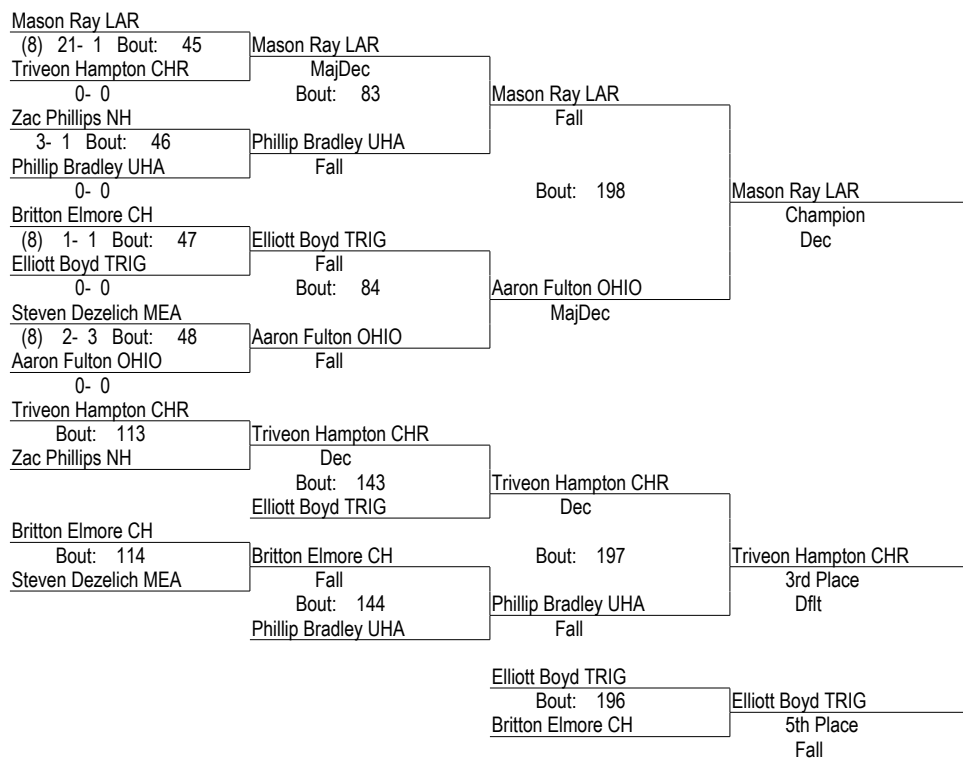 Mason Ray LAR
(8) 21- 1 Bout: 45
Mason Ray LAR
Triveon Hampton CHR
MajDec
0- 0
Bout: 83
Mason Ray LAR
Zac Phillips NH
Fall
3- 1 Bout: 46
Phillip Bradley UHA
Phillip Bradley UHA
Fall
0- 0
Bout: 198
Mason Ray LAR
Britton Elmore CH
Champion
(8) 1- 1 Bout: 47
Elliott Boyd TRIG
Dec
Elliott Boyd TRIG
Fall
0- 0
Bout: 84
Aaron Fulton OHIO
Steven Dezelich MEA
MajDec
(8) 2- 3 Bout: 48
Aaron Fulton OHIO
Aaron Fulton OHIO
Fall
0- 0
Triveon Hampton CHR
Bout: 113
Triveon Hampton CHR
Zac Phillips NH
Dec
Bout: 143
Triveon Hampton CHR
Elliott Boyd TRIG
Dec
Britton Elmore CH
Bout: 114
Britton Elmore CH
Bout: 197
Triveon Hampton CHR
Steven Dezelich MEA
Fall
3rd Place
Bout: 144
Phillip Bradley UHA
Dflt
Phillip Bradley UHA
Fall
Elliott Boyd TRIG
Bout: 196
Elliott Boyd TRIG
Britton Elmore CH
5th Place
Fall